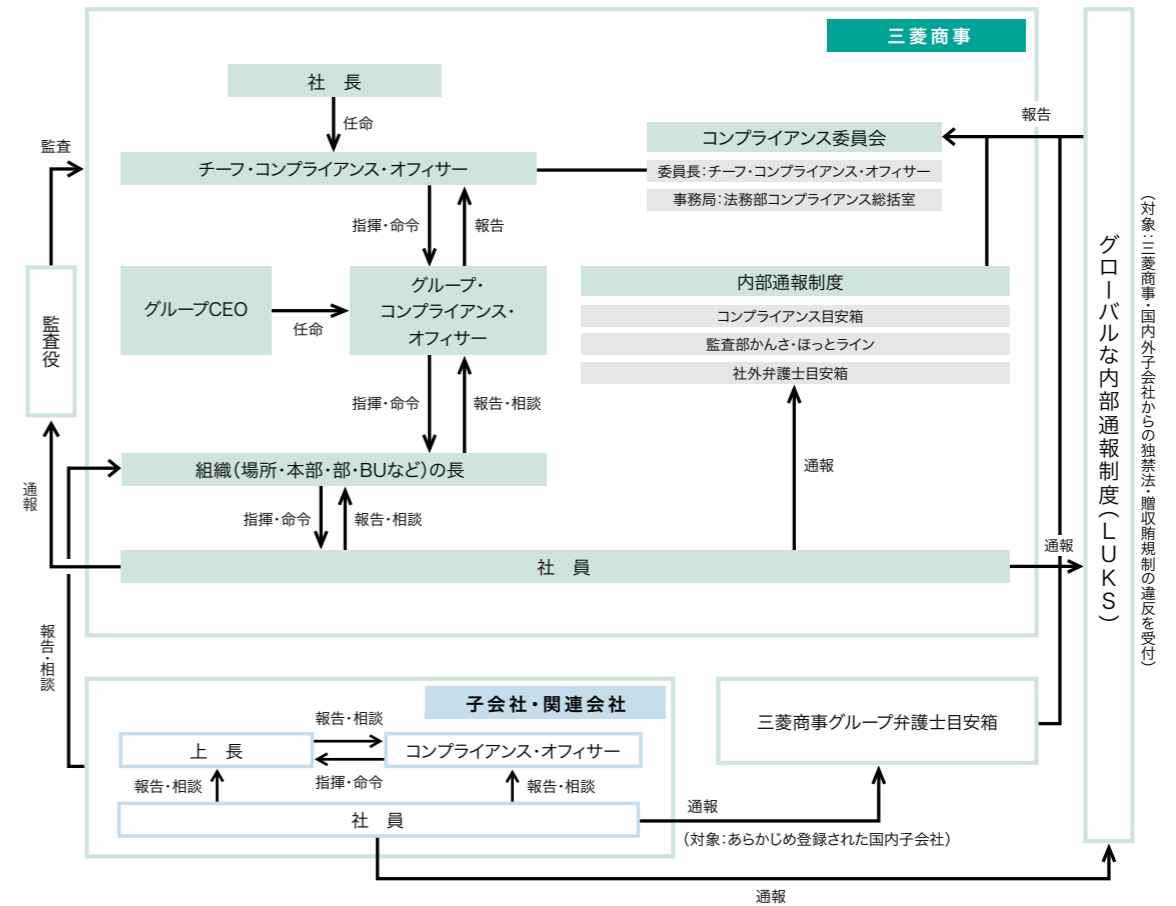 三菱商事
社　長
任命
報告
コンプライアンス委員会
監査
チーフ・コンプライアンス・オフィサー
委員長：チーフ・コンプライアンス・オフィサー
事務局：法務部コンプライアンス総括室
指揮・命令
報告
グループCEO
任命
グループ・
コンプライアンス・
オフィサー
内部通報制度
コンプライアンス目安箱
監査部かんさ・ほっとライン
社外弁護士目安箱
監査役
指揮・命令
報告・相談
組織（場所・本部・部・BUなど）の長
通報
通報
指揮・命令
報告・相談
社　員
通報
グローバルな内部通報制度（LUKS）
（対象：三菱商事・国内外子会社からの独禁法・贈収賄規制の違反を受付）
報告・相談
子会社・関連会社
報告・相談
上　長
コンプライアンス・オフィサー
指揮・命令
報告・相談
報告・相談
社　員
三菱商事グループ弁護士目安箱
通報
（対象：あらかじめ登録された国内子会社）
通報